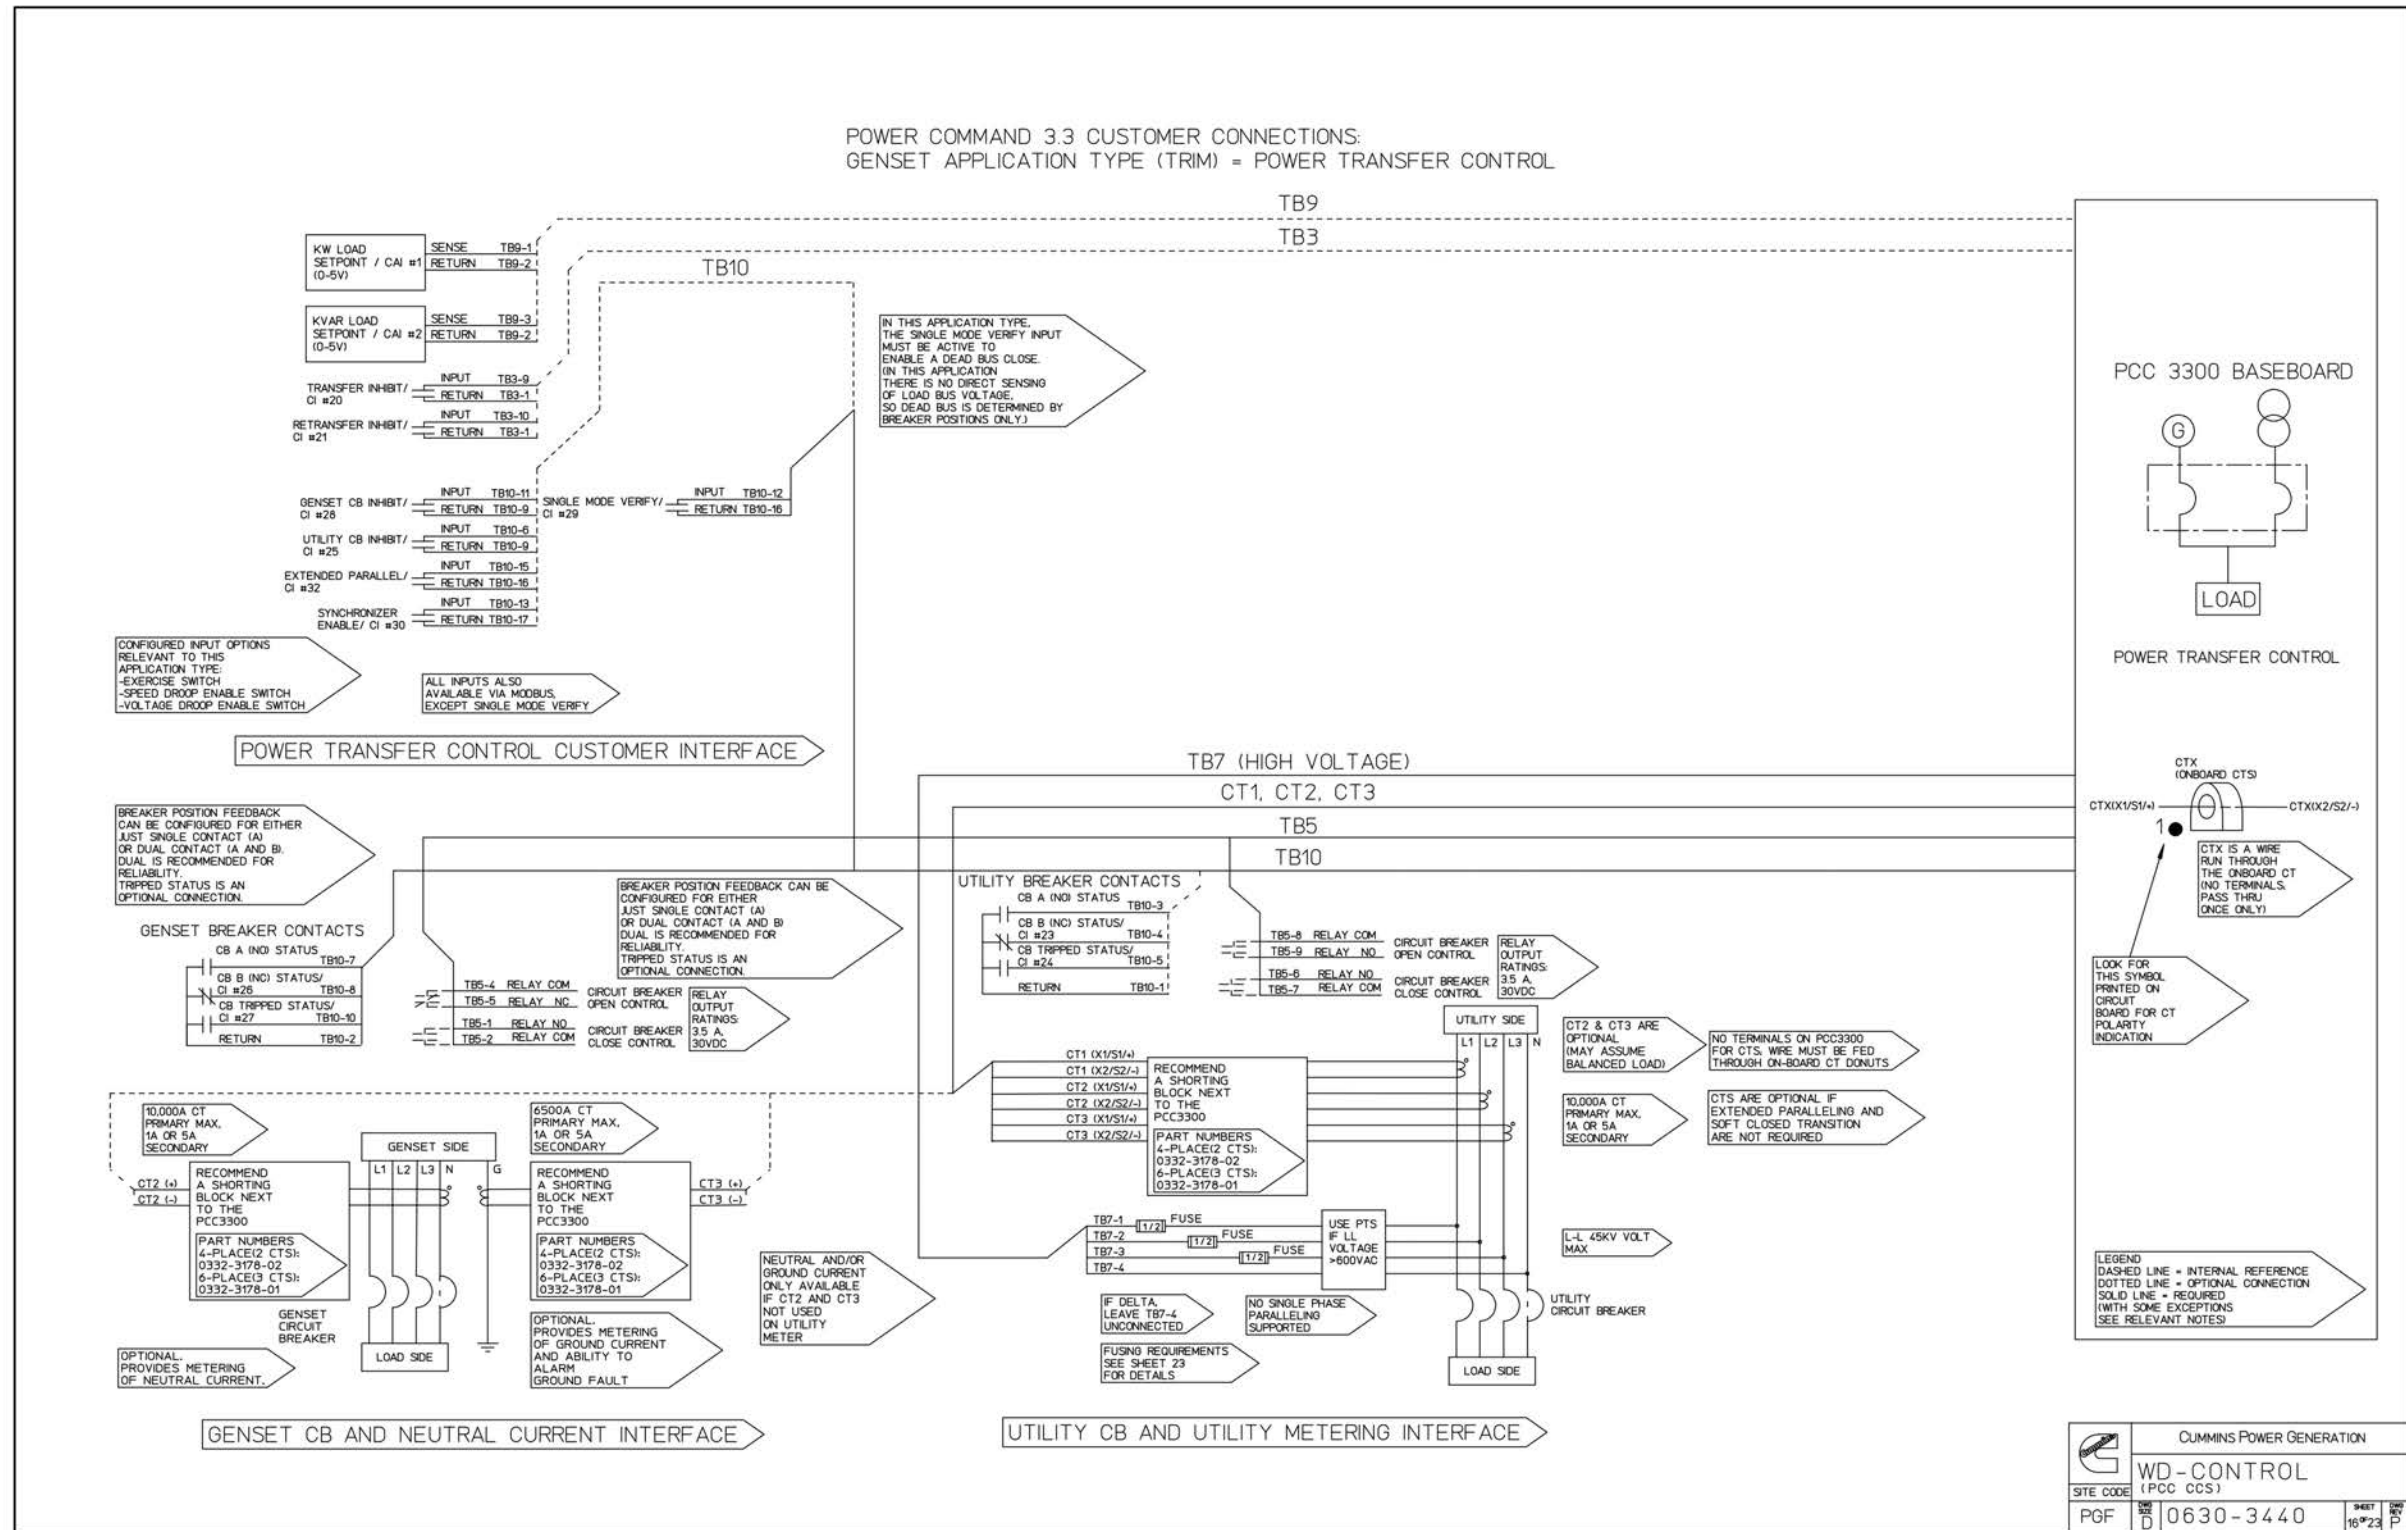 POWER COMMAND 3.3 CUSTOMER CONNECTIONS:
GENSET APPLICATION TYPE (TRIM) = POWER TRANSFER CONTROL
TB9
TB3
TB10
KW LOAD
SETPOINT / CAI #1
(0-5V)
SENSE TB9-1
RETURN TB9-2
KVAR LOAD
SETPOINT / CAI #2
(0-5V)
SENSE TB9-3
RETURN TB9-2
TRANSFER INHIBIT/
CI #20
INPUT TB3-9
RETURN TB3-1
RETRANSFER INHIBIT/
CI #21
INPUT TB3-10
RETURN TB3-1
GENSET CB INHIBIT/
CI #28
INPUT TB10-11
RETURN TB10-9
SINGLE MODE VERIFY/
CI #29
INPUT TB10-12
RETURN TB10-16
UTILITY CB INHIBIT/
CI #25
INPUT TB10-6
RETURN TB10-9
EXTENDED PARALLEL/
CI #32
INPUT TB10-15
RETURN TB10-16
SYNCHRONIZER
ENABLE/ CI #30
INPUT TB10-13
RETURN TB10-17
IN THIS APPLICATION TYPE,
THE SINGLE MODE VERIFY INPUT
MUST BE ACTIVE TO
ENABLE A DEAD BUS CLOSE.
(IN THIS APPLICATION
THERE IS NO DIRECT SENSING
OF LOAD BUS VOLTAGE,
SO DEAD BUS IS DETERMINED BY
BREAKER POSITIONS ONLY.)
CONFIGURED INPUT OPTIONS
RELEVANT TO THIS
APPLICATION TYPE:
-EXERCISE SWITCH
-SPEED DROOP ENABLE SWITCH
-VOLTAGE DROOP ENABLE SWITCH
ALL INPUTS ALSO
AVAILABLE VIA MODBUS,
EXCEPT SINGLE MODE VERIFY
POWER TRANSFER CONTROL CUSTOMER INTERFACE
TB7 (HIGH VOLTAGE)
CT1, CT2, CT3
TB5
TB10
BREAKER POSITION FEEDBACK
CAN BE CONFIGURED FOR EITHER
JUST SINGLE CONTACT (A)
OR DUAL CONTACT (A AND B).
DUAL IS RECOMMENDED FOR
RELIABILITY.
TRIPPED STATUS IS AN
OPTIONAL CONNECTION.
GENSET BREAKER CONTACTS
CB A (NO) STATUS
TB10-7
CB B (NC) STATUS/
CI #26 TB10-8
CB TRIPPED STATUS/
CI #27 TB10-10
RETURN TB10-2
TB5-4 RELAY COM
TB5-5 RELAY NC
CIRCUIT BREAKER
OPEN CONTROL
TB5-1 RELAY NO
TB5-2 RELAY COM
CIRCUIT BREAKER
CLOSE CONTROL
RELAY
OUTPUT
RATINGS:
3.5 A,
30VDC
BREAKER POSITION FEEDBACK CAN BE
CONFIGURED FOR EITHER
JUST SINGLE CONTACT (A)
OR DUAL CONTACT (A AND B)
DUAL IS RECOMMENDED FOR
RELIABILITY.
TRIPPED STATUS IS AN
OPTIONAL CONNECTION.
UTILITY BREAKER CONTACTS
CB A (NO) STATUS
TB10-3
CB B (NC) STATUS/
CI #23 TB10-4
CB TRIPPED STATUS/
CI #24 TB10-5
RETURN TB10-1
TB5-8 RELAY COM
TB5-9 RELAY NO
CIRCUIT BREAKER
OPEN CONTROL
TB5-6 RELAY NO
TB5-7 RELAY COM
CIRCUIT BREAKER
CLOSE CONTROL
RELAY
OUTPUT
RATINGS:
3.5 A,
30VDC
10,000A CT
PRIMARY MAX,
1A OR 5A
SECONDARY
GENSET SIDE
L1 L2 L3 N G
6500A CT
PRIMARY MAX,
1A OR 5A
SECONDARY
CT2 (+)
CT2 (-)
RECOMMEND
A SHORTING
BLOCK NEXT
TO THE
PCC3300
PART NUMBERS
4-PLACE(2 CTS):
0332-3178-02
6-PLACE(3 CTS):
0332-3178-01
RECOMMEND
A SHORTING
BLOCK NEXT
TO THE
PCC3300
PART NUMBERS
4-PLACE(2 CTS):
0332-3178-02
6-PLACE(3 CTS):
0332-3178-01
CT3 (+)
CT3 (-)
GENSET
CIRCUIT
BREAKER
LOAD SIDE
OPTIONAL.
PROVIDES METERING
OF NEUTRAL CURRENT.
OPTIONAL.
PROVIDES METERING
OF GROUND CURRENT
AND ABILITY TO
ALARM
GROUND FAULT
NEUTRAL AND/OR
GROUND CURRENT
ONLY AVAILABLE
IF CT2 AND CT3
NOT USED
ON UTILITY
METER
GENSET CB AND NEUTRAL CURRENT INTERFACE
UTILITY SIDE
L1 L2 L3 N
CT1 (X1/S1/+)
CT1 (X2/S2/-)
CT2 (X1/S1/+)
CT2 (X2/S2/-)
CT3 (X1/S1/+)
CT3 (X2/S2/-)
RECOMMEND
A SHORTING
BLOCK NEXT
TO THE
PCC3300
PART NUMBERS
4-PLACE(2 CTS):
0332-3178-02
6-PLACE(3 CTS):
0332-3178-01
CT2 & CT3 ARE
OPTIONAL
(MAY ASSUME
BALANCED LOAD)
NO TERMINALS ON PCC3300
FOR CTS, WIRE MUST BE FED
THROUGH ON-BOARD CT DONUTS
10,000A CT
PRIMARY MAX,
1A OR 5A
SECONDARY
CTS ARE OPTIONAL IF
EXTENDED PARALLELING AND
SOFT CLOSED TRANSITION
ARE NOT REQUIRED
TB7-1 1/2 FUSE
TB7-2 1/2 FUSE
TB7-3 1/2 FUSE
TB7-4
USE PTS
IF LL
VOLTAGE
>600VAC
L-L 45KV VOLT
MAX
IF DELTA,
LEAVE TB7-4
UNCONNECTED
NO SINGLE PHASE
PARALLELING
SUPPORTED
UTILITY
CIRCUIT BREAKER
FUSING REQUIREMENTS
SEE SHEET 23
FOR DETAILS
LOAD SIDE
UTILITY CB AND UTILITY METERING INTERFACE
PCC 3300 BASEBOARD
G
LOAD
POWER TRANSFER CONTROL
CTX
(ONBOARD CTS)
CTX(X1/S1/+)
CTX(X2/S2/-)
1
CTX IS A WIRE
RUN THROUGH
THE ONBOARD CT
(NO TERMINALS,
PASS THRU
ONCE ONLY)
LOOK FOR
THIS SYMBOL
PRINTED ON
CIRCUIT
BOARD FOR CT
POLARITY
INDICATION
LEGEND
DASHED LINE = INTERNAL REFERENCE
DOTTED LINE = OPTIONAL CONNECTION
SOLID LINE = REQUIRED
(WITH SOME EXCEPTIONS
SEE RELEVANT NOTES)
CUMMINS POWER GENERATION
WD-CONTROL
(PCC CCS)
SITE CODE
PGF
DWG SIZE
D
0630-3440
SHEET
16 OF 23
DWG REV
P